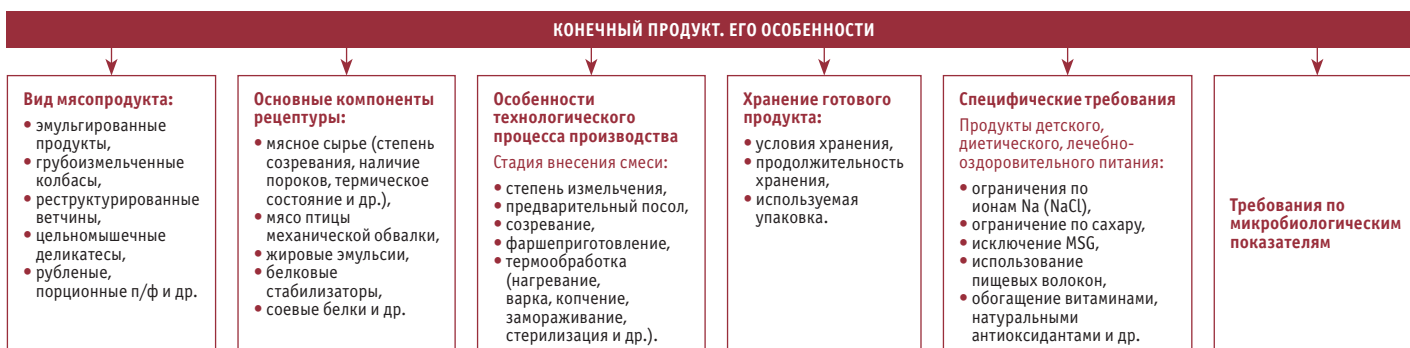 КОНЕЧНЫЙ ПРОДУКТ. ЕГО ОСОБЕННОСТИ
Вид мясопродукта:
• эмульгированные
продукты,
• грубоизмельченные
колбасы,
• реструктурированные
ветчины,
• цельномышечные
деликатесы,
• рубленые,
порционные п/ф и др.
Основные компоненты
рецептуры:
• мясное сырье (степень
созревания, наличие
пороков, термическое
состояние и др.),
• мясо птицы
механической обвалки,
• жировые эмульсии,
• белковые
стабилизаторы,
• соевые белки и др.
Особенности
технологического
процесса производства
Стадия внесения смеси:
• степень измельчения,
• предварительный посол,
• созревание,
• фаршеприготовление,
• термообработка
(нагревание,
варка, копчение,
замораживание,
стерилизация и др.).
Хранение готового
продукта:
• условия хранения,
• продолжительность
хранения,
• используемая
упаковка.
Специфические требования
Продукты детского,
диетического, лечебно-
оздоровительного питания:
• ограничения по
ионам Na (NaCl),
• ограничение по сахару,
• исключение MSG,
• использование
пищевых волокон,
• обогащение витаминами,
натуральными
антиоксидантами и др.
Требования по
микробиологическим
показателям